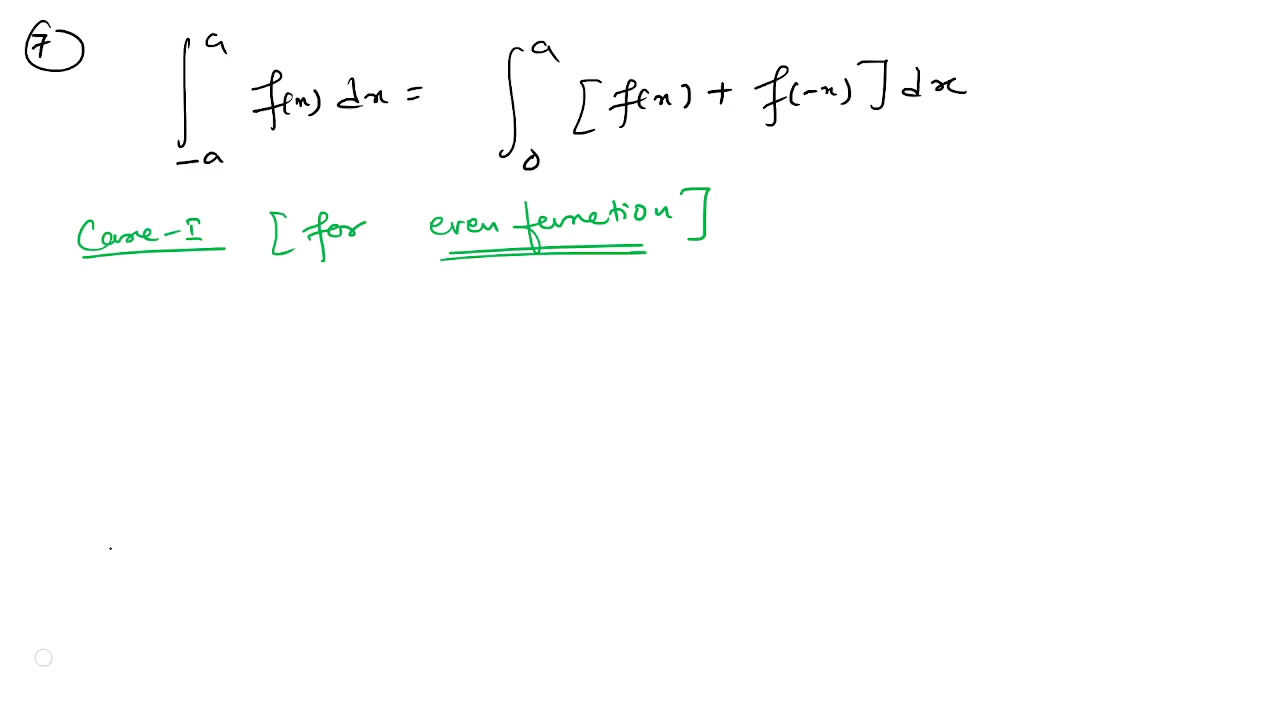 7 ∫_{-a}^{a} f(x) dx = ∫_{0}^{a} [f(x) + f(-x)] dx
Case-I [for even function]